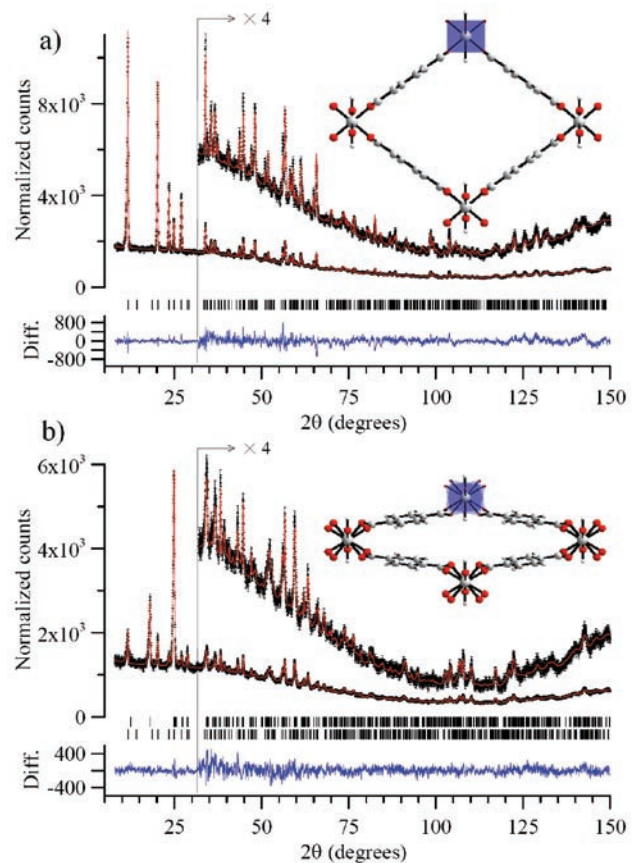 a)
× 4
Normalized counts
8x10³
4x10³
0
Diff.
800
0
-800
25
50
75
100
125
150
2θ (degrees)
b)
× 4
Normalized counts
6x10³
4x10³
2x10³
0
Diff.
400
0
-400
25
50
75
100
125
150
2θ (degrees)